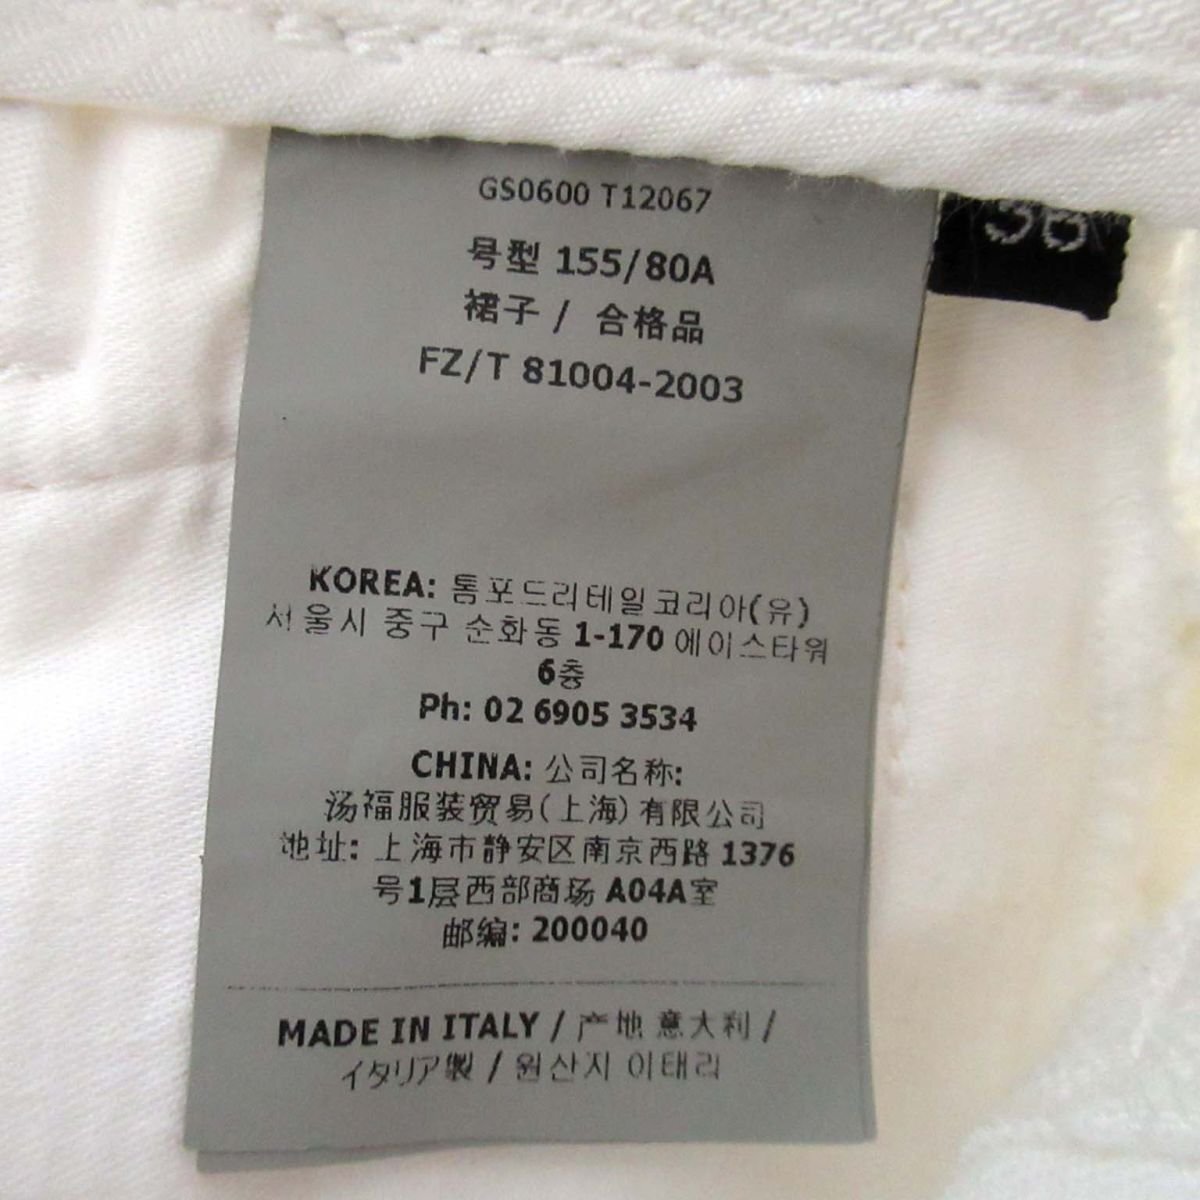 GS0600 T12067
号型 155/80A
裙子 / 合格品
FZ/T 81004-2003
KOREA: 톰포드리테일코리아(유)
서울시 중구 순화동 1-170 에이스타워
6층
Ph: 02 6905 3534
CHINA: 公司名称:
汤福服装贸易(上海)有限公司
地址: 上海市静安区南京西路 1376
号1层西部商场 A04A室
邮编: 200040
MADE IN ITALY / 产地 意大利 /
イタリア製 / 원산지 이태리